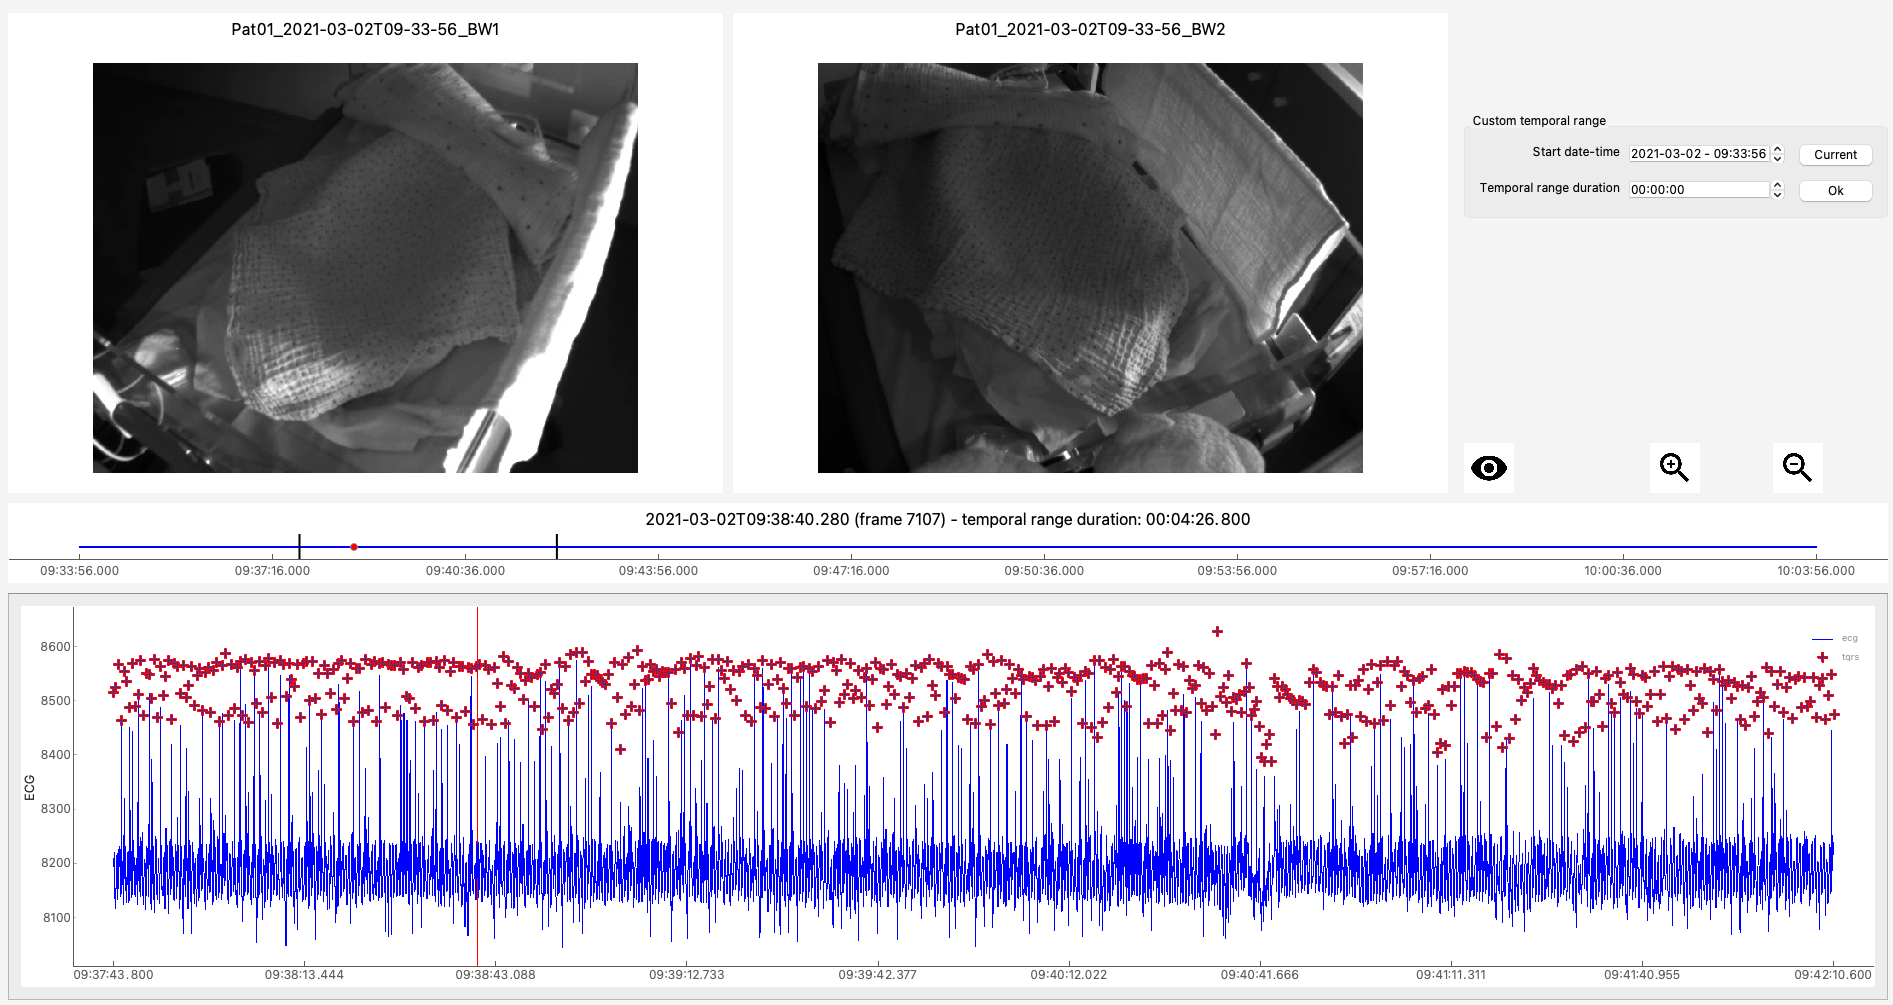 Pat01_2021-03-02T09-33-56_BW1
Pat01_2021-03-02T09-33-56_BW2
Custom temporal range
Start date-time 2021-03-02 - 09:33:56 Current
Temporal range duration 00:00:00 Ok
2021-03-02T09:38:40.280 (frame 7107) - temporal range duration: 00:04:26.800
09:33:56.000 09:37:16.000 09:40:36.000 09:43:56.000 09:47:16.000 09:50:36.000 09:53:56.000 09:57:16.000 10:00:36.000 10:03:56.000
ecg
tqrs
8600
8500
8400
8300
8200
8100
ECG
09:37:43.800 09:38:13.444 09:38:43.088 09:39:12.733 09:39:42.377 09:40:12.022 09:40:41.666 09:41:11.311 09:41:40.955 09:42:10.600